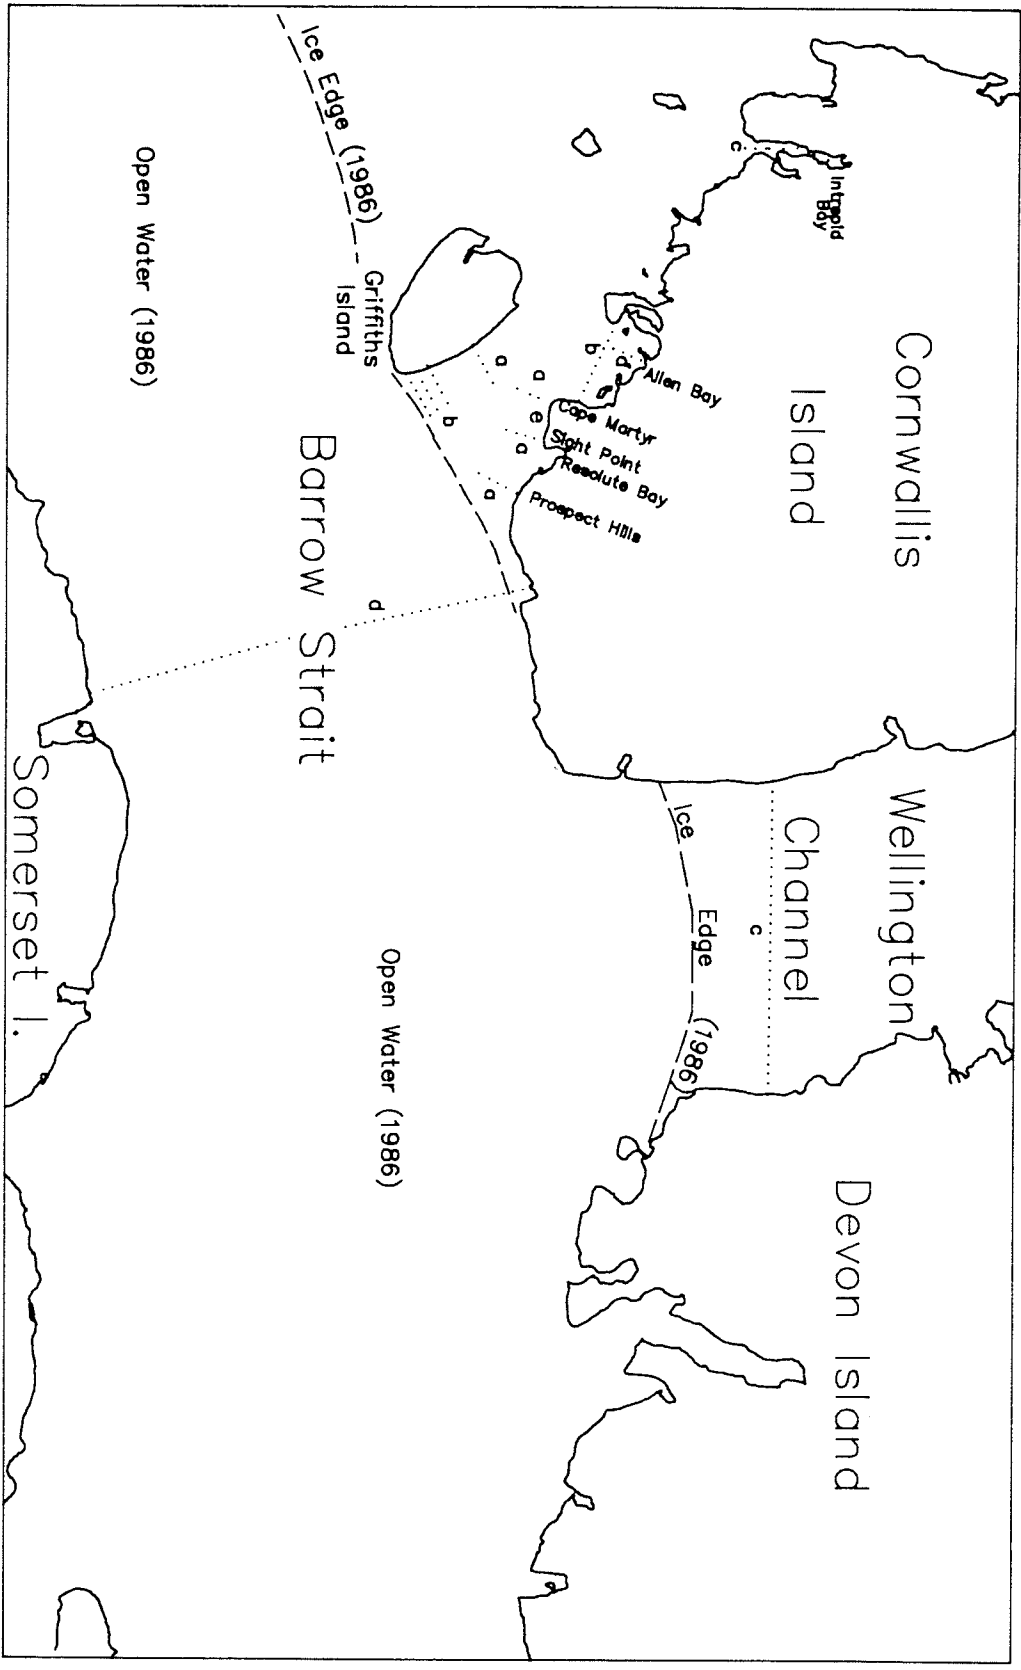 Cornwallis
Island
Wellington
Channel
Devon Island
Intrepid
Bay
c
Allen Bay
d
b
Cape Martyr
Sight Point
Resolute Bay
Prospect Hills
a
a
e
a
a
b
Griffiths
Island
Ice Edge (1986)
Open Water (1986)
Barrow Strait
d
c
Ice Edge (1986)
Open Water (1986)
Somerset I.